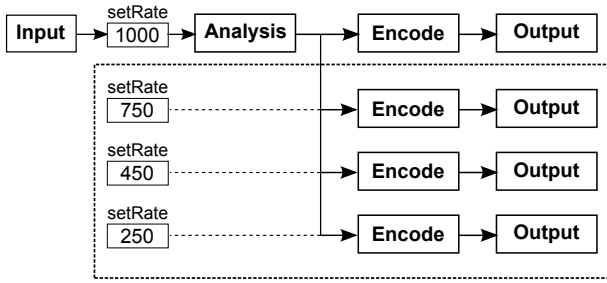 setRate
Input 1000 Analysis Encode Output
setRate
750 Encode Output
setRate
450 Encode Output
setRate
250 Encode Output